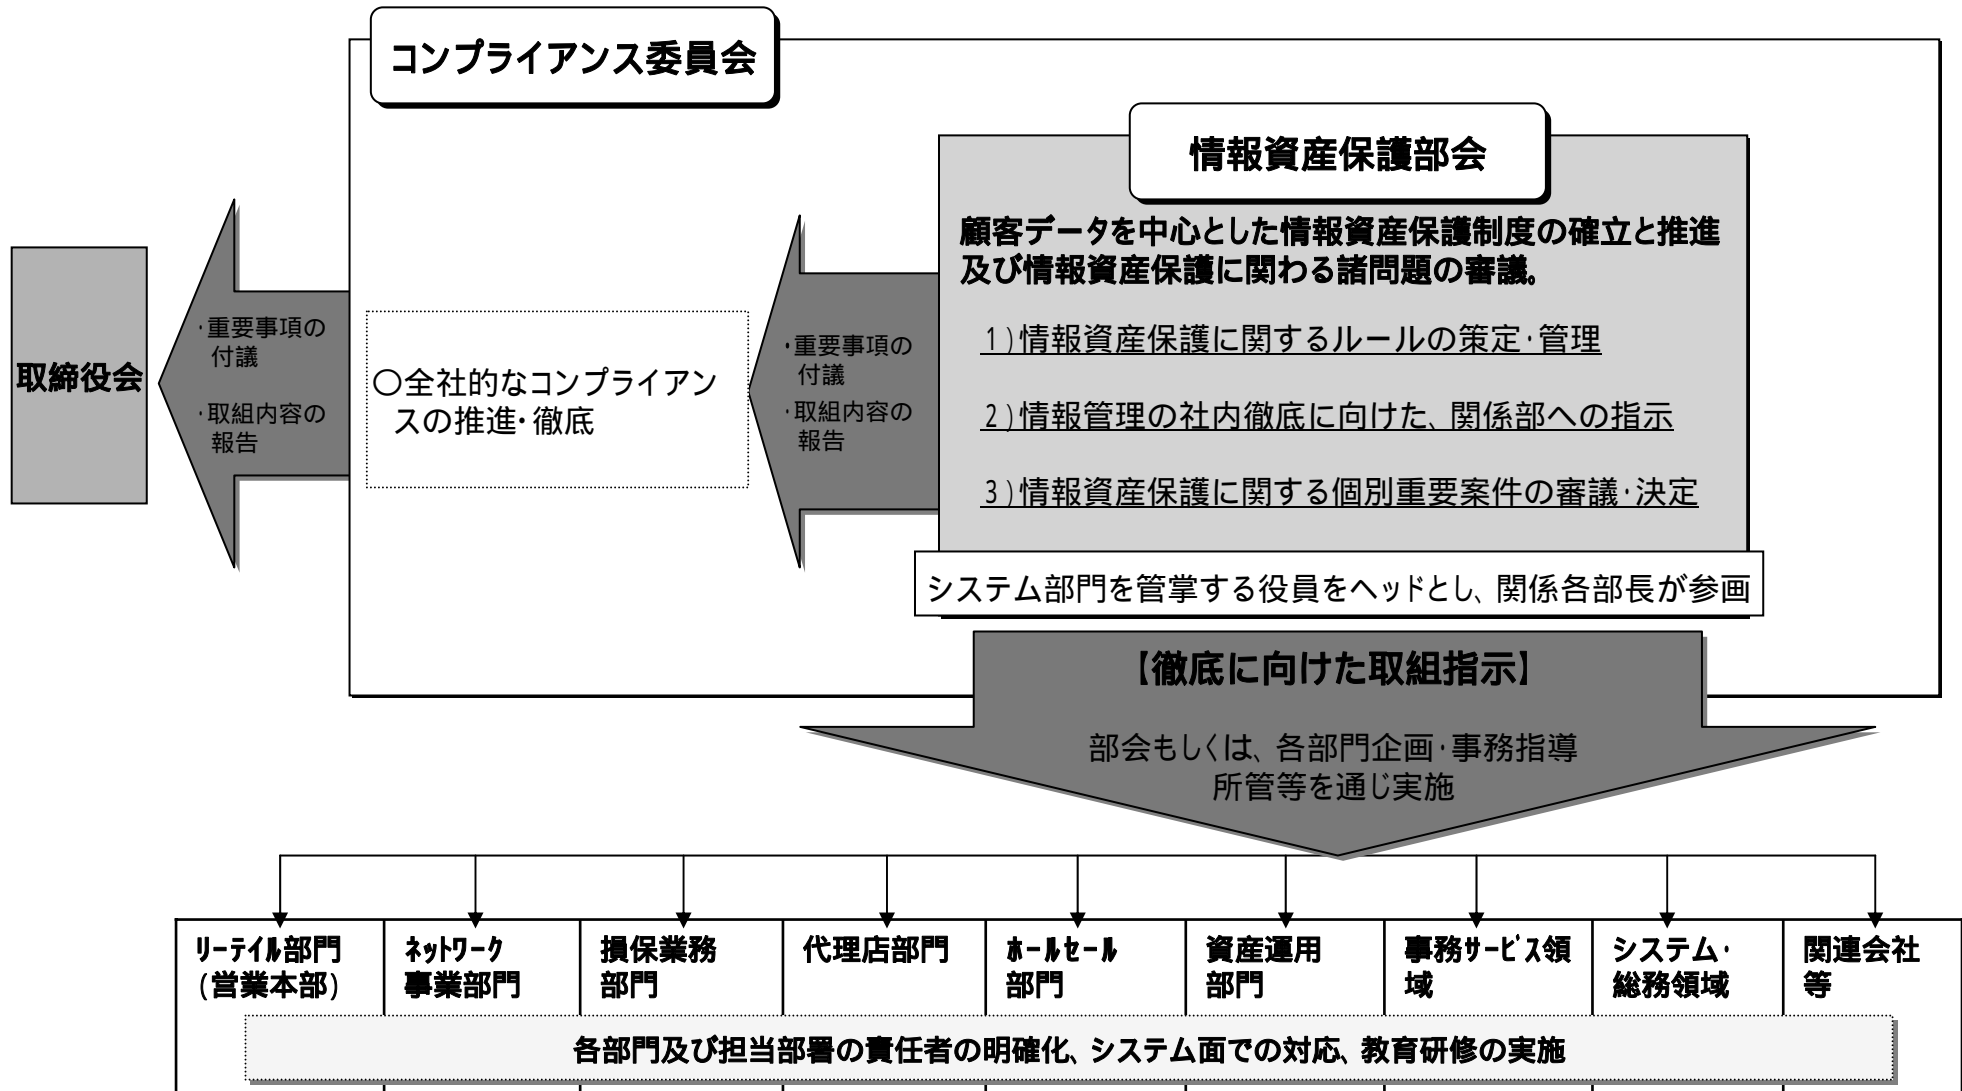 コンプライアンス委員会
情報資産保護部会
顧客データを中心とした情報資産保護制度の確立と推進
及び情報資産保護に関わる諸問題の審議。
1)情報資産保護に関するルールの策定・管理
2)情報管理の社内徹底に向けた、関係部への指示
3)情報資産保護に関する個別重要案件の審議・決定
システム部門を管掌する役員をヘッドとし、関係各部長が参画
・重要事項の
付議
・取組内容の
報告
○全社的なコンプライアン
スの推進・徹底
・重要事項の
付議
・取組内容の
報告
取締役会
【徹底に向けた取組指示】
部会もしくは、各部門企画・事務指導
所管等を通じ実施
リーテイル部門
(営業本部)
ネットワーク
事業部門
損保業務
部門
代理店部門
ホールセール
部門
資産運用
部門
事務サービス領
域
システム・
総務領域
関連会社
等
各部門及び担当部署の責任者の明確化、システム面での対応、教育研修の実施